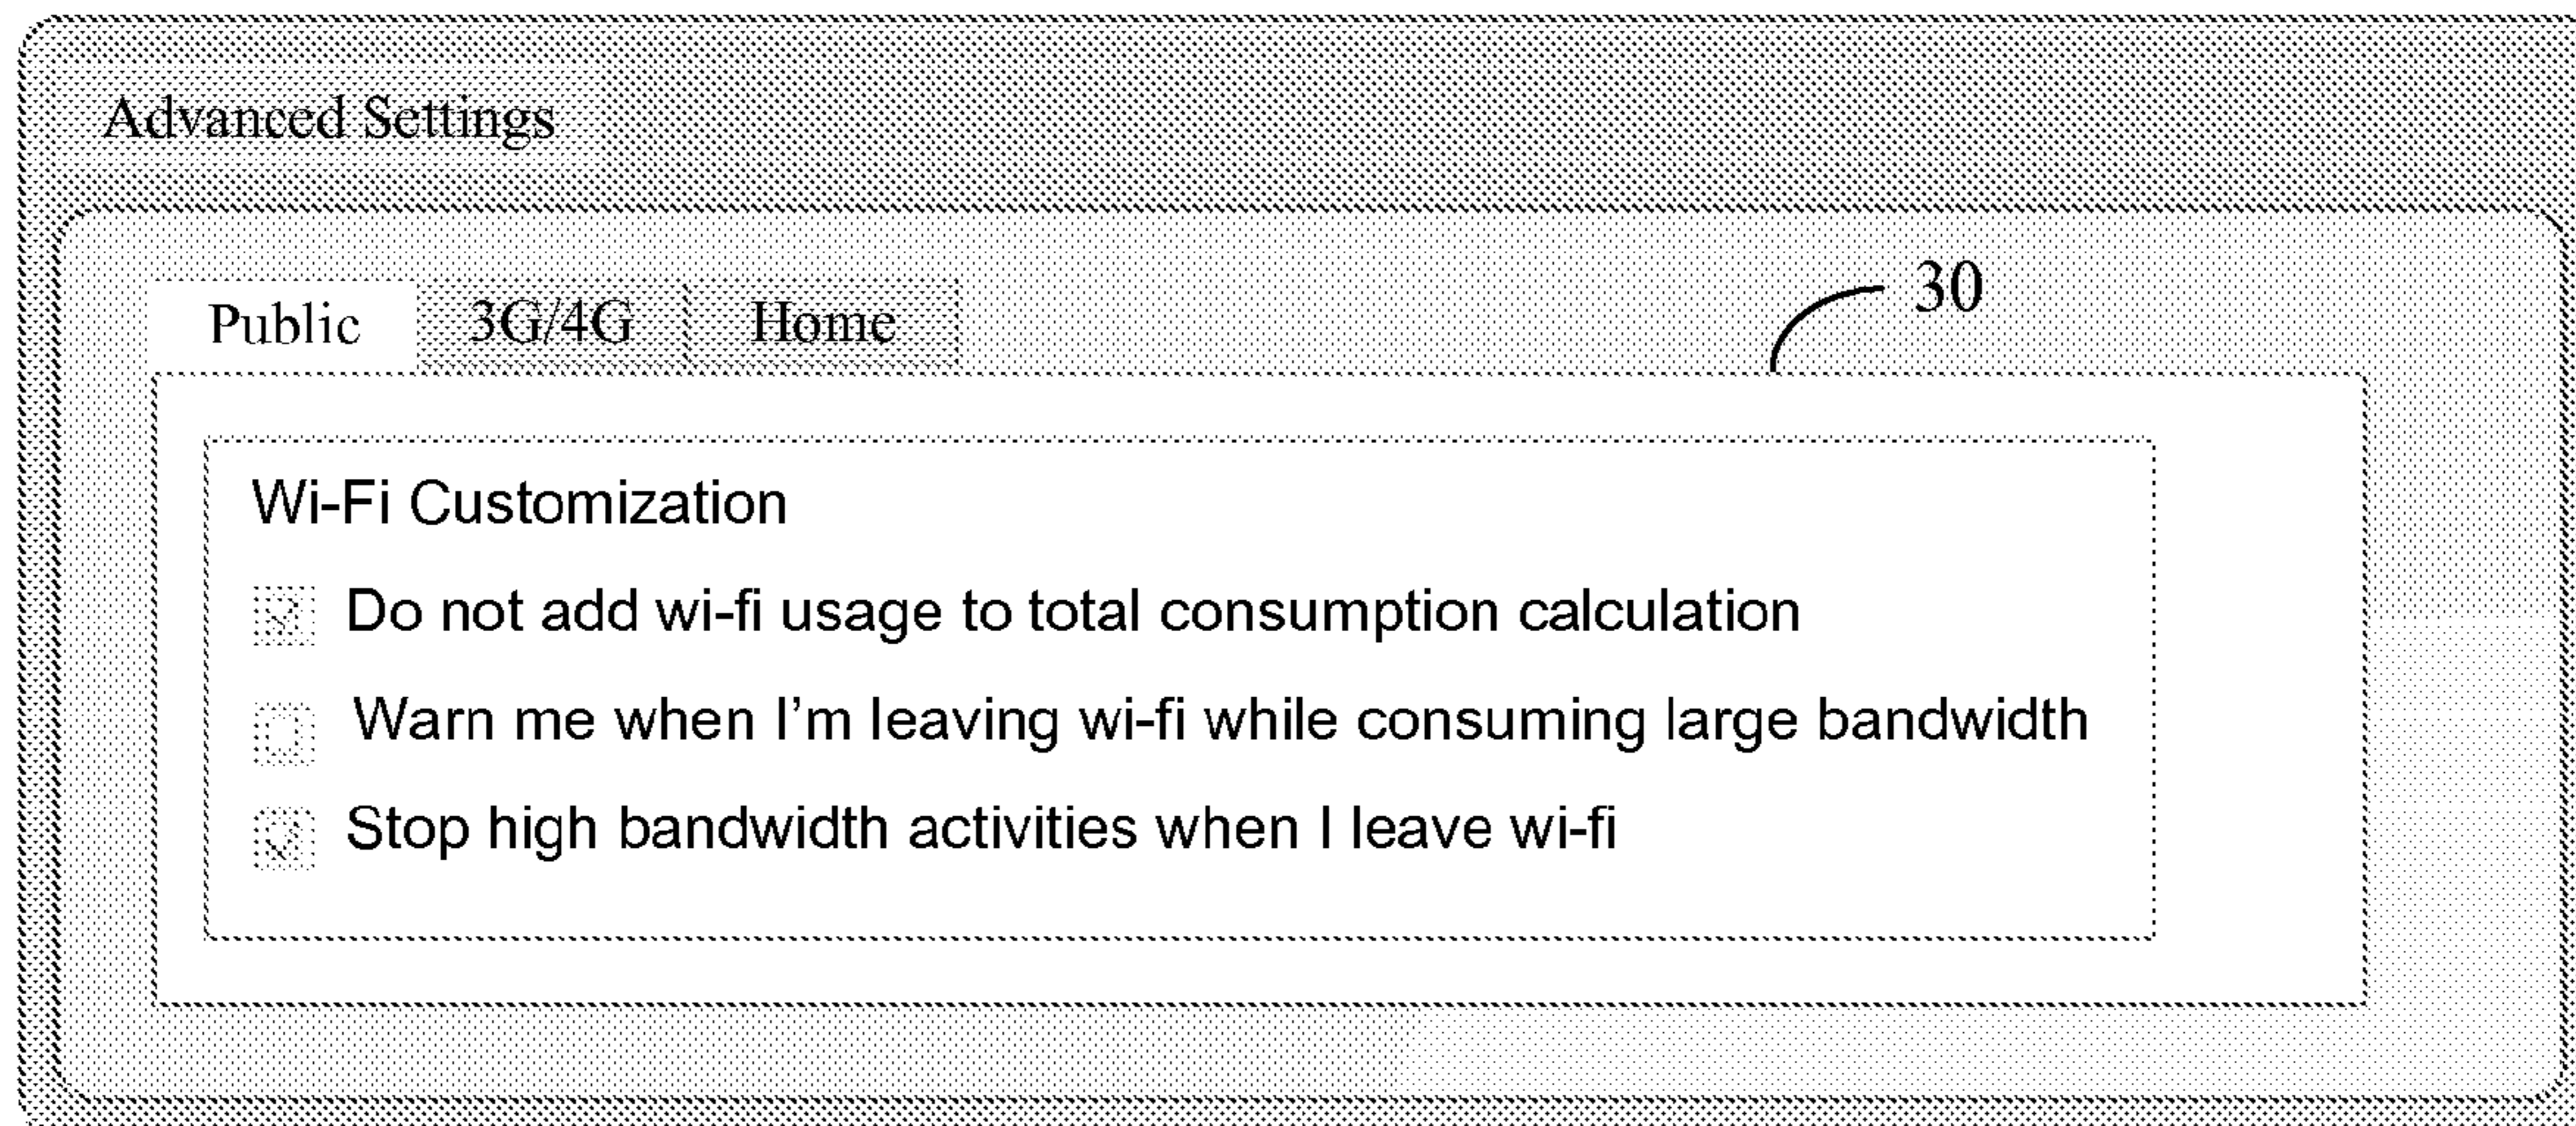 Advanced Settings
Public 3G/4G Home
30
Wi-Fi Customization
Do not add wi-fi usage to total consumption calculation
Warn me when I’m leaving wi-fi while consuming large bandwidth
Stop high bandwidth activities when I leave wi-fi